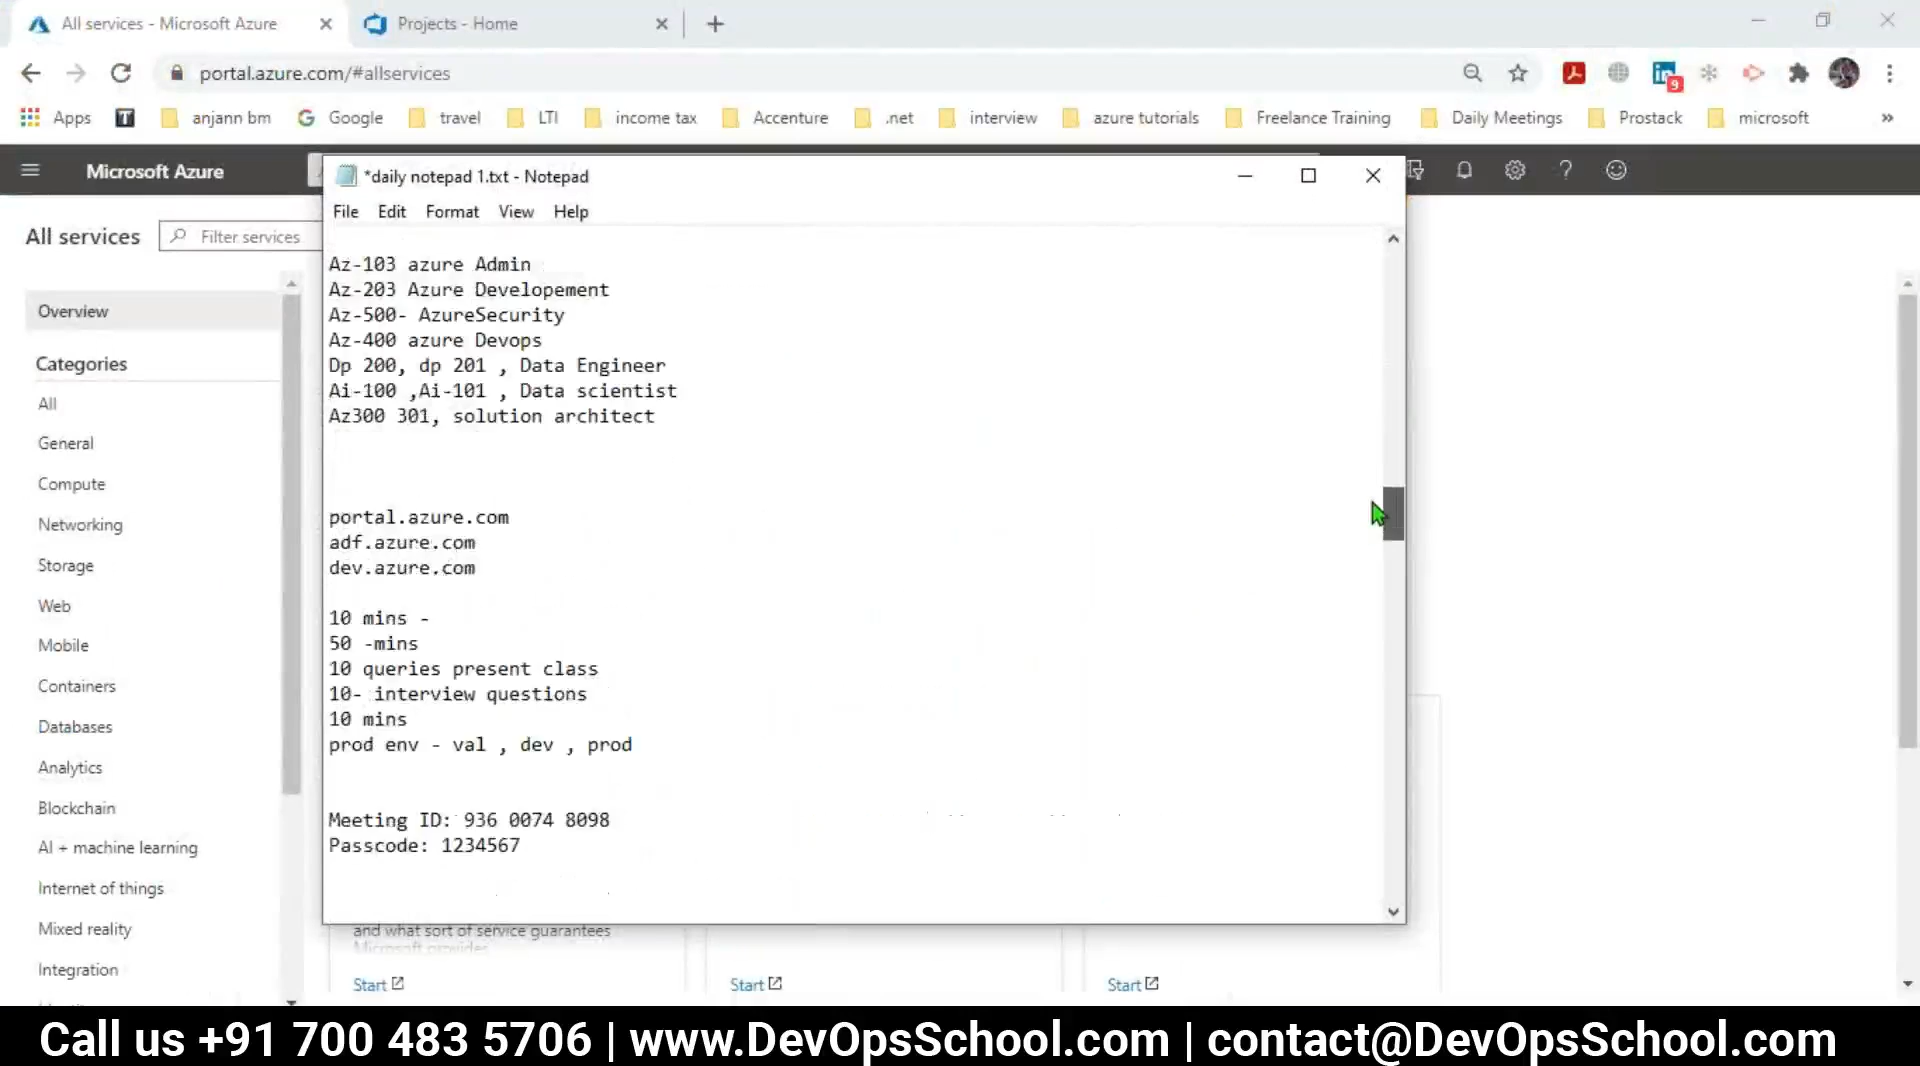 All services - Microsoft Azure
Projects - Home
portal.azure.com/#allservices
9
Apps
anjann bm
Google
travel
LTI
income tax
Accenture
.net
interview
azure tutorials
Freelance Training
Daily Meetings
Prostack
microsoft
»
Microsoft Azure
*daily notepad 1.txt - Notepad
File Edit Format View Help
All services
Filter services
Overview
Categories
All
General
Compute
Networking
Storage
Web
Mobile
Containers
Databases
Analytics
Blockchain
AI + machine learning
Internet of things
Mixed reality
Integration
Az-103 azure Admin
Az-203 Azure Developement
Az-500- AzureSecurity
Az-400 azure Devops
Dp 200, dp 201 , Data Engineer
Ai-100 ,Ai-101 , Data scientist
Az300 301, solution architect
portal.azure.com
adf.azure.com
dev.azure.com
10 mins -
50 -mins
10 queries present class
10- interview questions
10 mins
prod env - val , dev , prod
Meeting ID: 936 0074 8098
Passcode: 1234567
and what sort of service guarantees
Microsoft provides
Start
Start
Start
Call us +91 700 483 5706 | www.DevOpsSchool.com | contact@DevOpsSchool.com